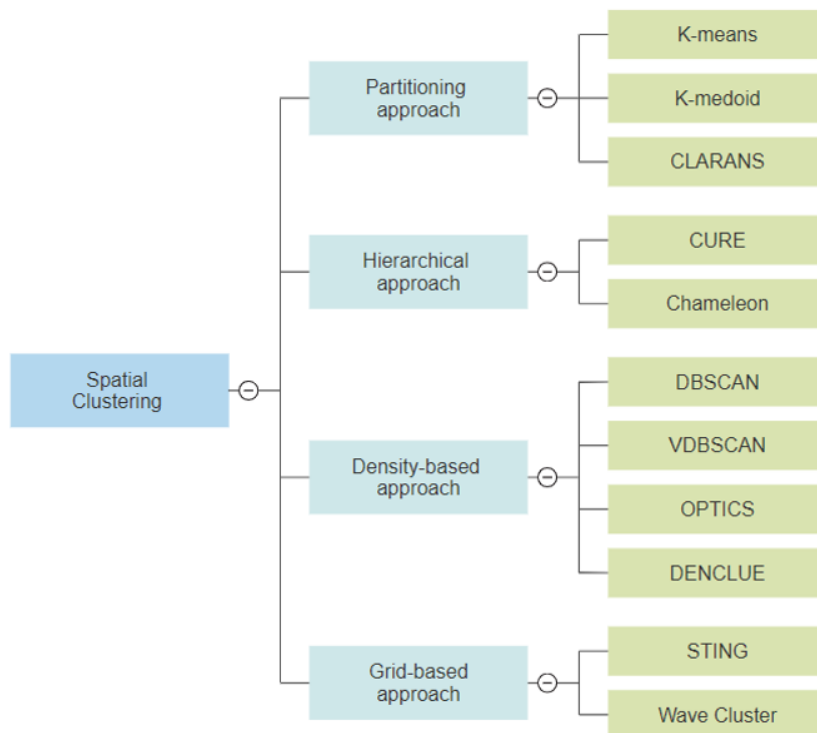 Spatial
Clustering
Partitioning
approach
K-means
K-medoid
CLARANS
Hierarchical
approach
CURE
Chameleon
Density-based
approach
DBSCAN
VDBSCAN
OPTICS
DENCLUE
Grid-based
approach
STING
Wave Cluster